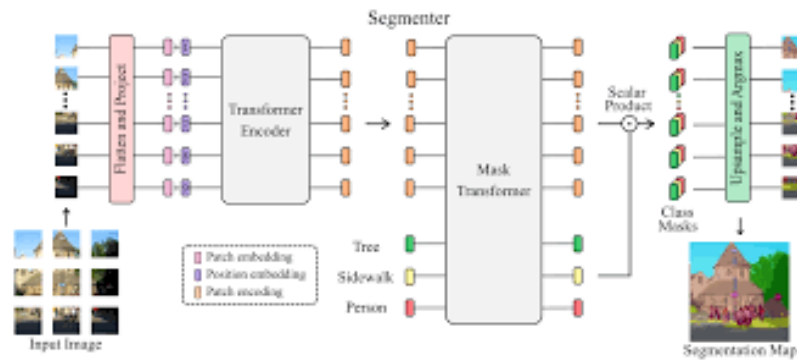 Segmenter
Flatten and Project
Transformer
Encoder
Mask
Transformer
Scalar
Product
Upsample and Argmax
Class
Masks
Tree
Sidewalk
Person
Patch embedding
Position embedding
Patch encoding
Input Image
Segmentation Map